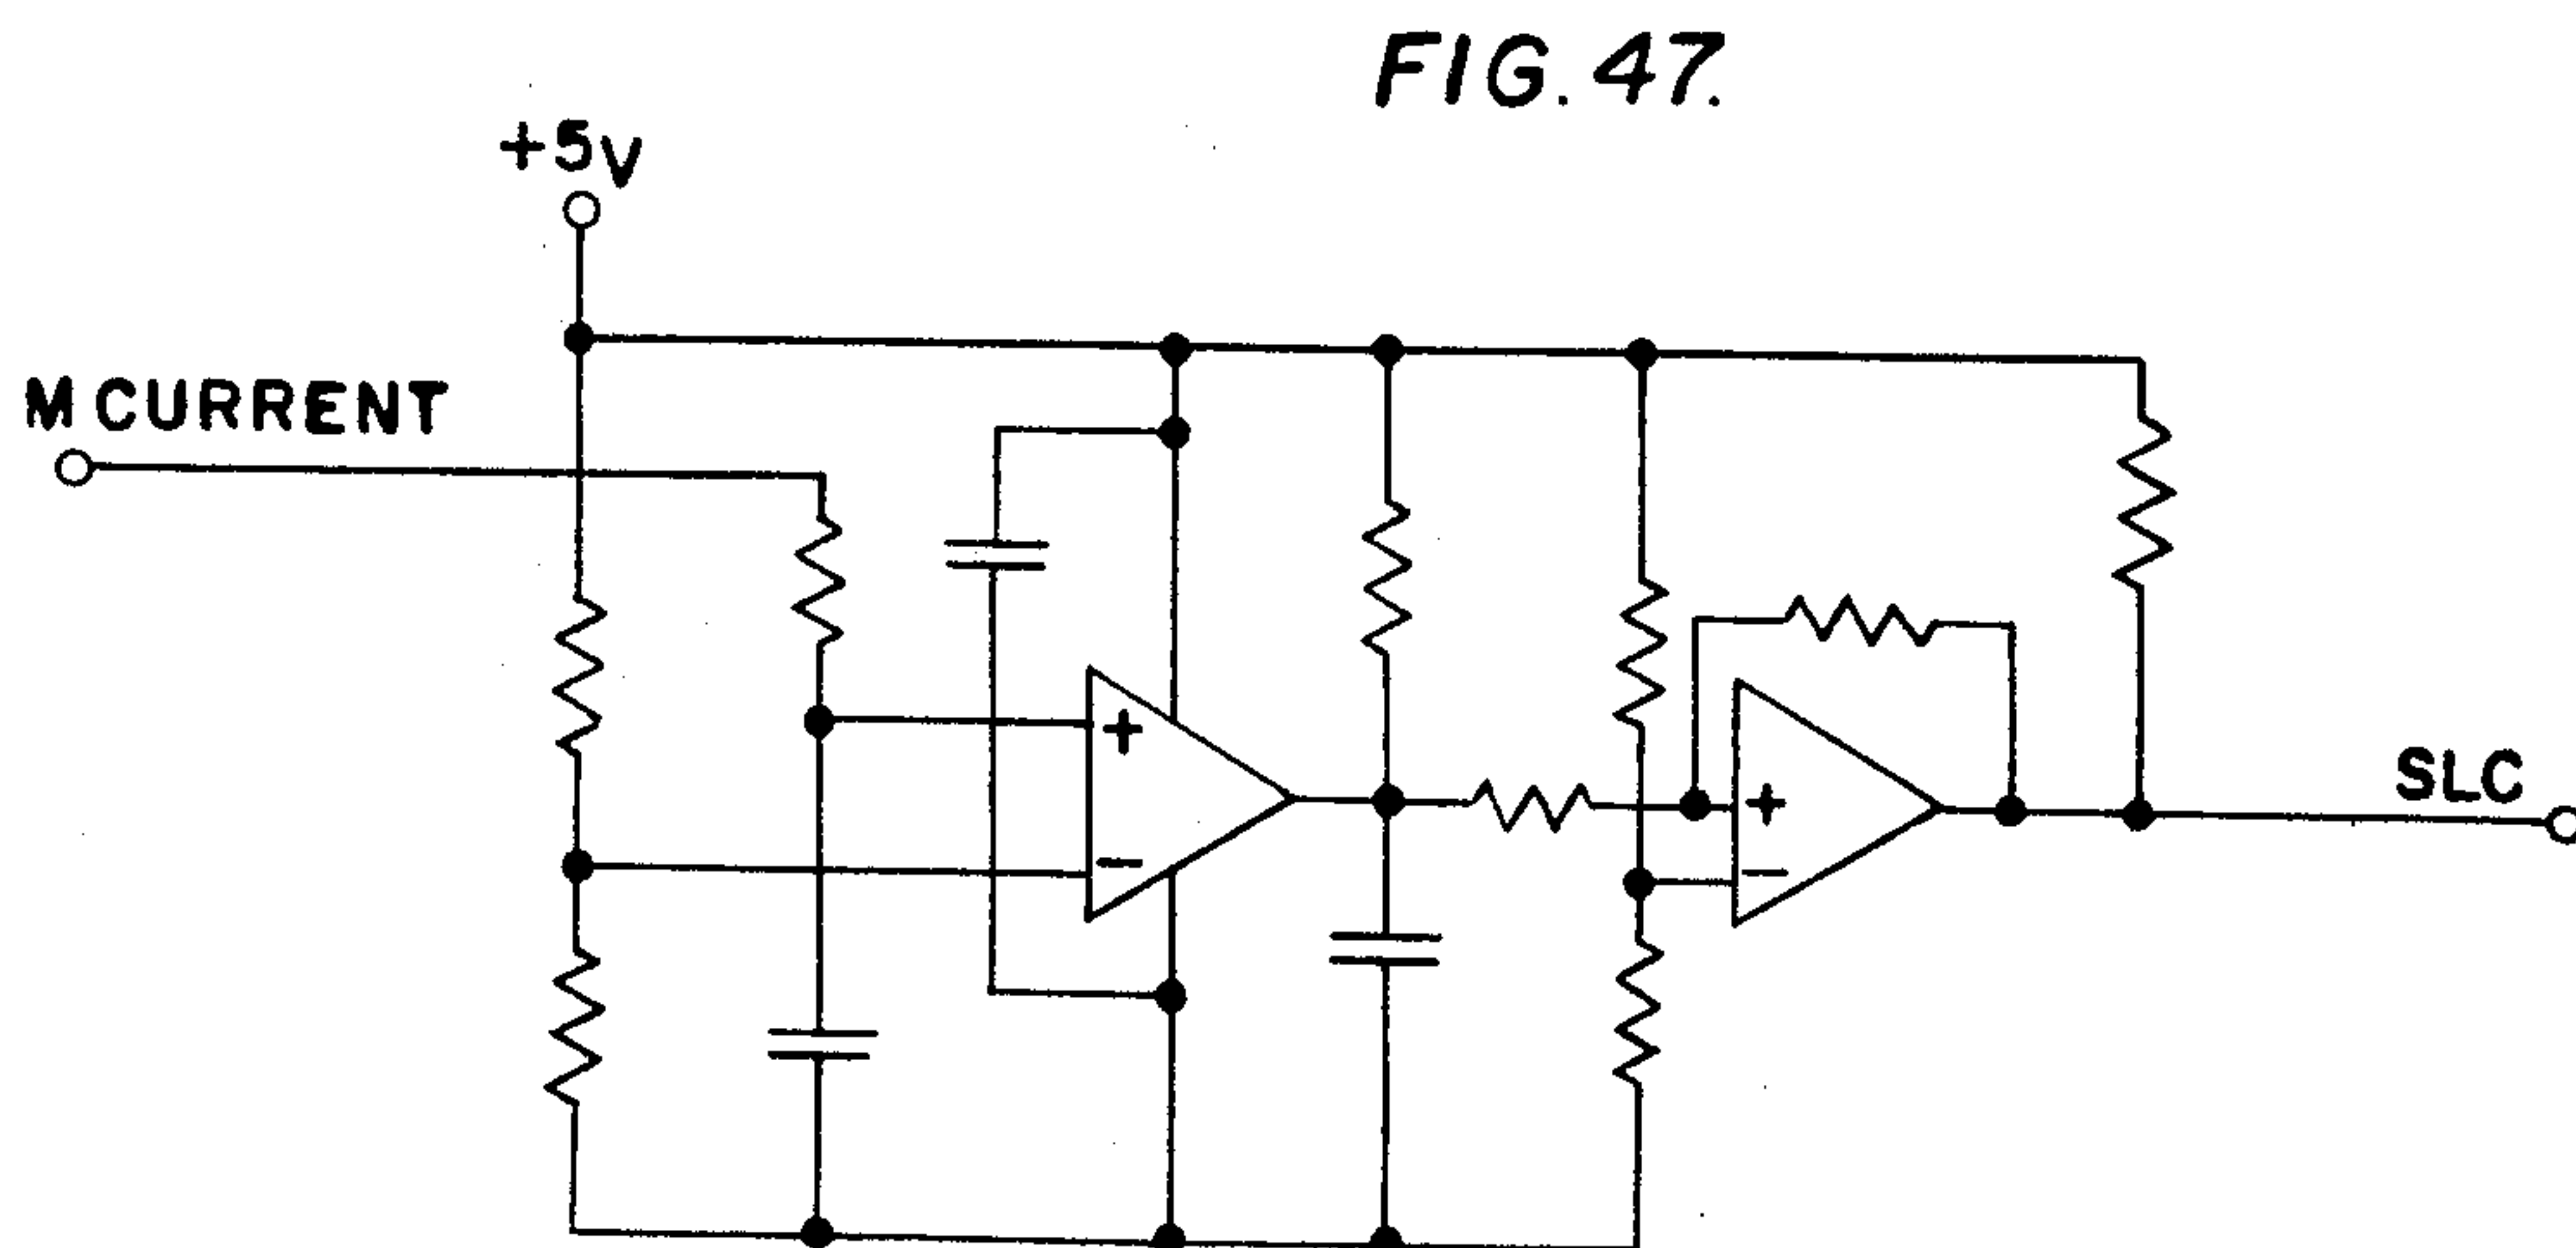 FIG. 47.
+5V
M CURRENT
+
-
+
-
SLC